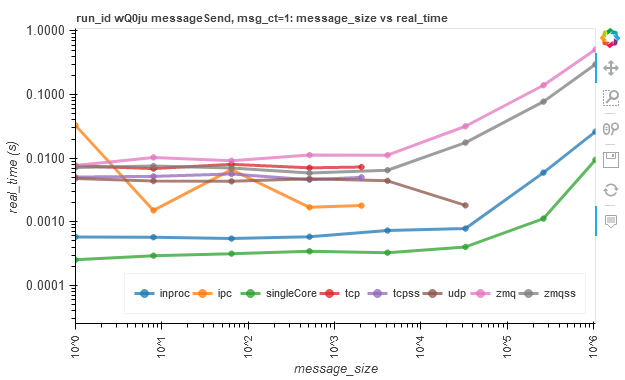 run_id wQ0ju messageSend, msg_ct=1: message_size vs real_time
1.0000
0.1000
0.0100
0.0010
0.0001
real_time (s)
inproc ipc singleCore tcp tcpss udp zmq zmqss
10^0 10^1 10^2 10^3 10^4 10^5 10^6
message_size